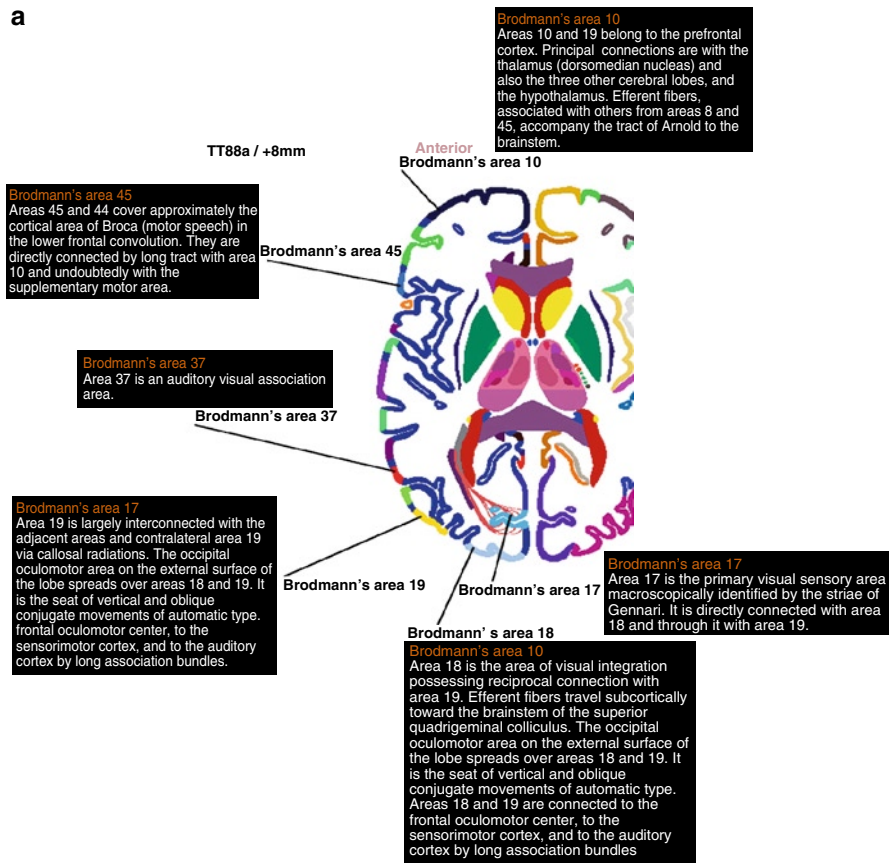 a
Brodmann's area 10
Areas 10 and 19 belong to the prefrontal
cortex. Principal connections are with the
thalamus (dorsomedian nucleas) and
also the three other cerebral lobes, and
the hypothalamus. Efferent fibers,
associated with others from areas 8 and
45, accompany the tract of Arnold to the
brainstem.
TT88a / +8mm
Anterior
Brodmann's area 10
Brodmann's area 45
Areas 45 and 44 cover approximately the
cortical area of Broca (motor speech) in
the lower frontal convolution. They are
directly connected by long tract with area
10 and undoubtedly with the
supplementary motor area.
Brodmann's area 45
Brodmann's area 37
Area 37 is an auditory visual association
area.
Brodmann's area 37
Brodmann's area 17
Area 19 is largely interconnected with the
adjacent areas and contralateral area 19
via callosal radiations. The occipital
oculomotor area on the external surface of
the lobe spreads over areas 18 and 19. It
is the seat of vertical and oblique
conjugate movements of automatic type.
frontal oculomotor center, to the
sensorimotor cortex, and to the auditory
cortex by long association bundles.
Brodmann's area 19
Brodmann's area 17
Brodmann's area 17
Area 17 is the primary visual sensory area
macroscopically identified by the striae of
Gennari. It is directly connected with area
18 and through it with area 19.
Brodmann' s area 18
Brodmann's area 10
Area 18 is the area of visual integration
possessing reciprocal connection with
area 19. Efferent fibers travel subcortically
toward the brainstem of the superior
quadrigeminal colliculus. The occipital
oculomotor area on the external surface of
the lobe spreads over areas 18 and 19. It
is the seat of vertical and oblique
conjugate movements of automatic type.
Areas 18 and 19 are connected to the
frontal oculomotor center, to the
sensorimotor cortex, and to the auditory
cortex by long association bundles